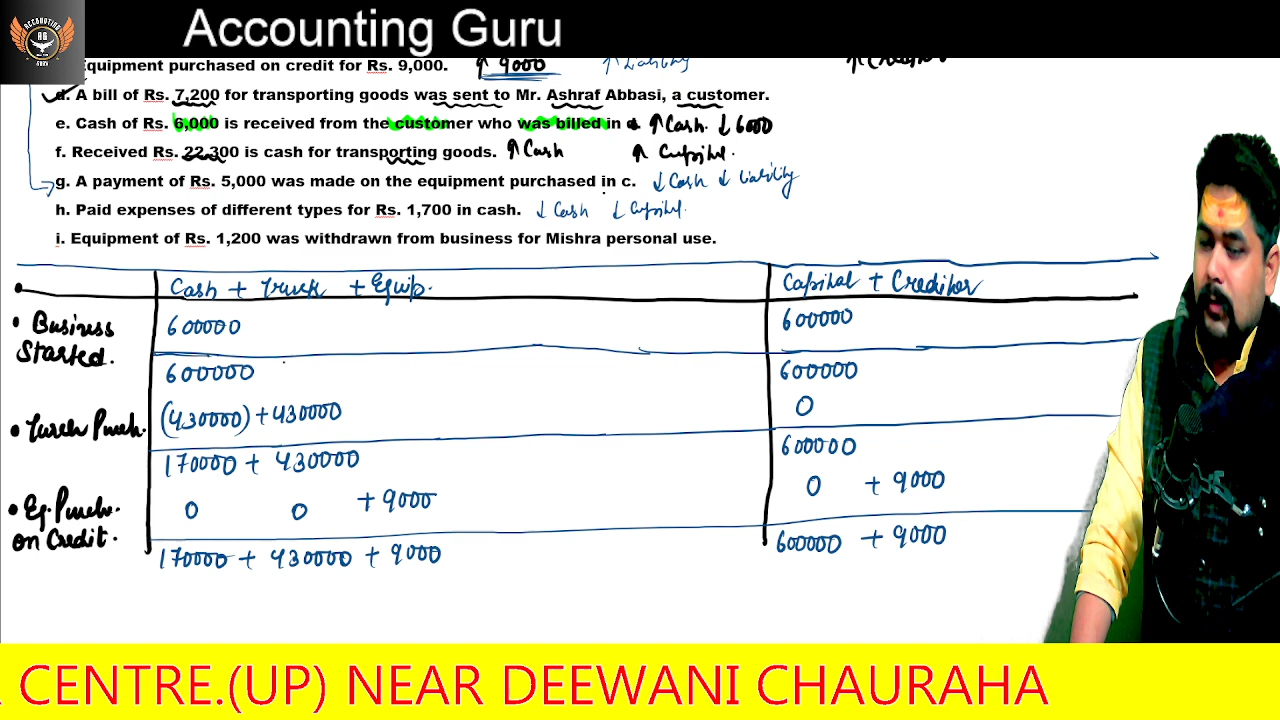 Accounting Guru
ACCOUNTING
AG
GURU
Equipment purchased on credit for Rs. 9,000. ↑ 9000 ↑ Liability
d. A bill of Rs. 7,200 for transporting goods was sent to Mr. Ashraf Abbasi, a customer.
e. Cash of Rs. 6,000 is received from the customer who was billed in d. ↑ Cash. ↓ 6000
f. Received Rs. 22,300 is cash for transporting goods. ↑ Cash ↑ Capital.
g. A payment of Rs. 5,000 was made on the equipment purchased in c. ↓ Cash ↓ Liability
h. Paid expenses of different types for Rs. 1,700 in cash. ↓ Cash ↓ Capital.
i. Equipment of Rs. 1,200 was withdrawn from business for Mishra personal use.
Cash + Truck + Equip. Capital + Creditor
• Business Started. 600000 600000
600000 600000
• Truck Purch. (430000) + 430000 0
170000 + 430000 600000
• Eq. Purch. on Credit. 0 0 + 9000 0 + 9000
170000 + 430000 + 9000 600000 + 9000
CENTRE.(UP) NEAR DEEWANI CHAURAHA